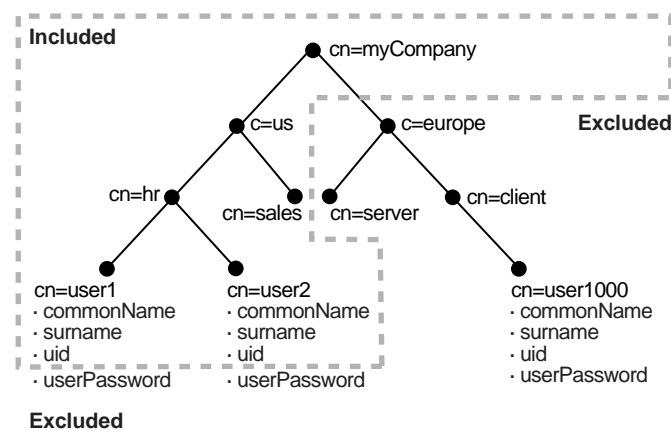 Included
cn=myCompany
c=us
c=europe
Excluded
cn=hr
cn=sales
cn=server
cn=client
cn=user1
· commonName
· surname
· uid
· userPassword
cn=user2
· commonName
· surname
· uid
· userPassword
cn=user1000
· commonName
· surname
· uid
· userPassword
Excluded